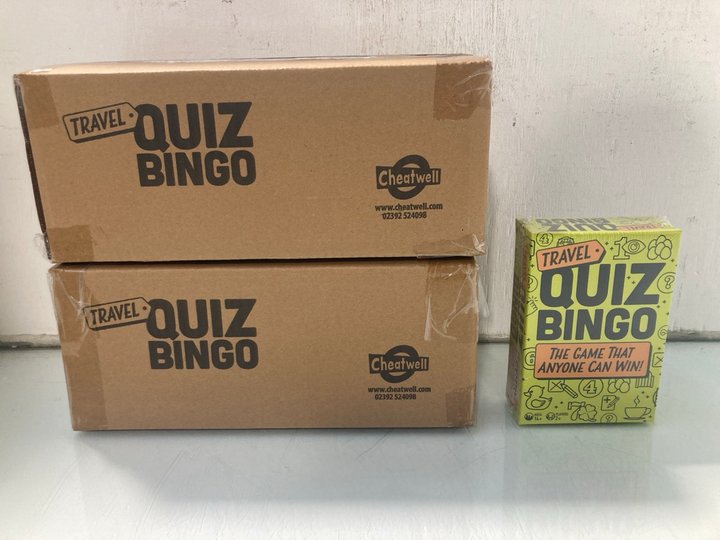 TRAVEL
QUIZ
BINGO
Cheatwell
www.cheatwell.com
02392 524098
TRAVEL
QUIZ
BINGO
Cheatwell
www.cheatwell.com
02392 524098
TRAVEL
QUIZ
BINGO
THE GAME THAT
ANYONE CAN WIN!